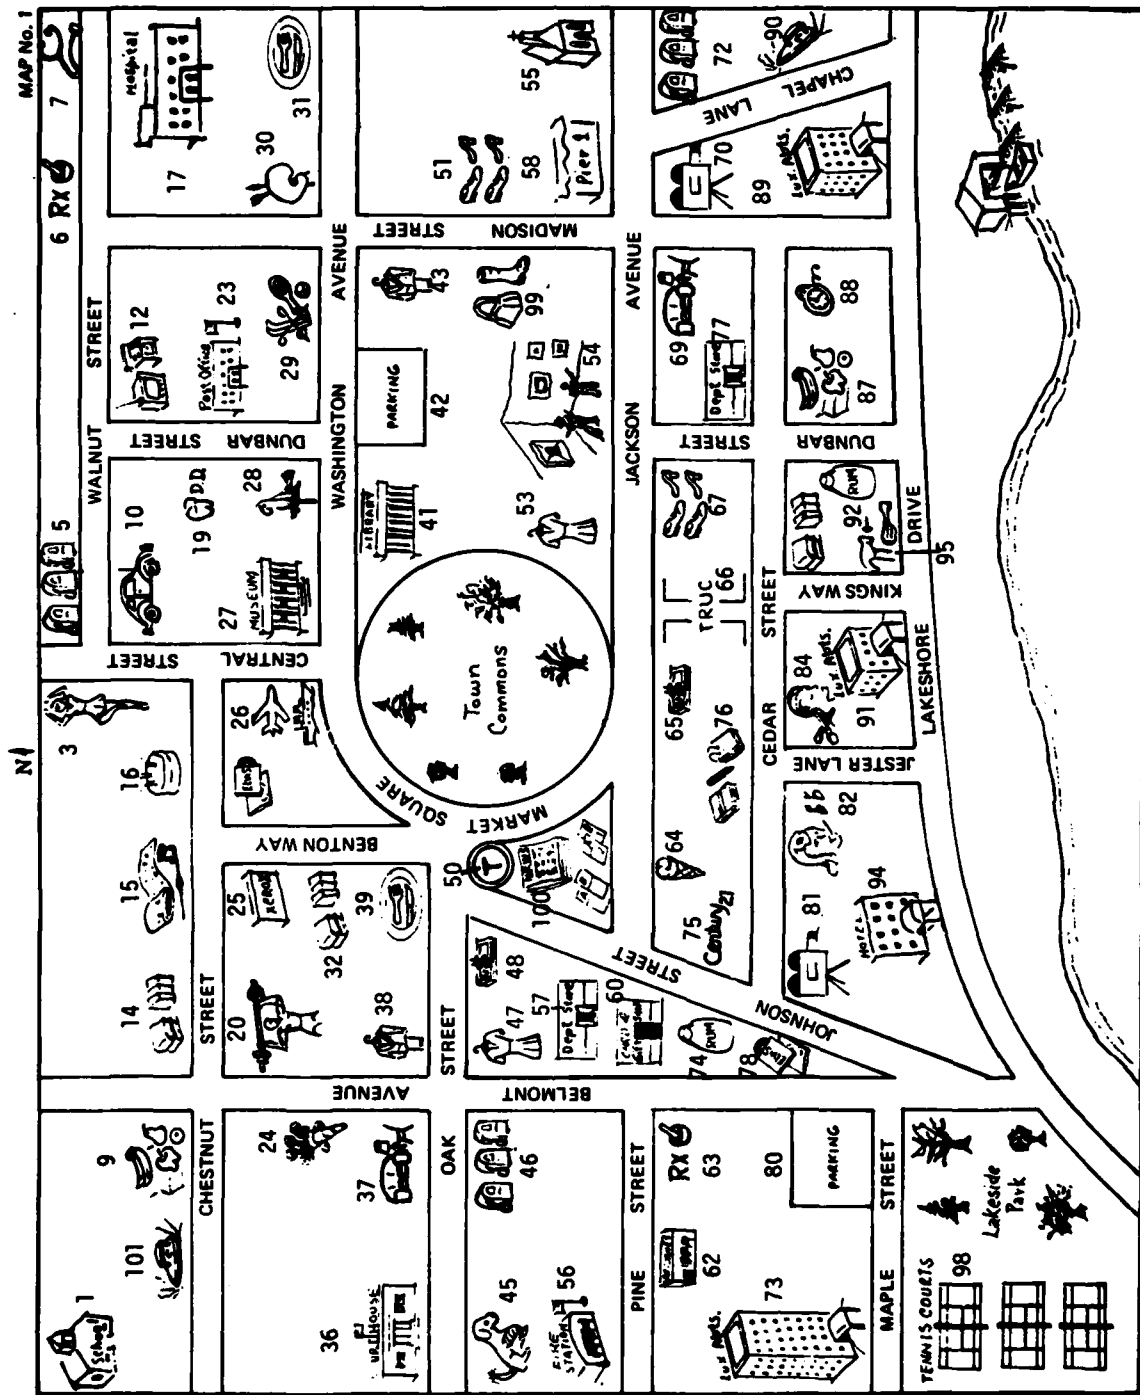 MAP No. 1
N
7
RX
6
5
3
WALNUT STREET
Hospital
17
31
30
12
Post Office
23
29
10
19
D.D.
28
MUSEUM
27
16
15
14
9
101
School
1
CHESTNUT STREET
26
25
XEROX
32
39
20
38
24
37
36
WASHINGTON AVENUE
CENTRAL STREET
DUNBAR STREET
MADISON STREET
BENTON WAY
MARKET SQUARE
Town
Commons
55
51
58
Pier 1
43
99
PARKING
42
54
LIBRARY
41
53
OAK STREET
50
100
48
47
Dept Store
57
60
74
RUM
78
46
45
FIRE
STATION
56
BELMONT AVENUE
JOHNSON STREET
JACKSON AVENUE
PINE STREET
72
90
CHAPEL LANE
70
89
Lux. Apts.
69
Dept Store
77
67
TRUC
66
65
76
64
75
Century 21
RX
63
62
80
PARKING
73
Lux Apts
CEDAR STREET
DUNBAR STREET
88
87
92
RUM
95
KINGS WAY
84
Lux Apts.
91
JESTER LANE
82
81
94
HOTEL
LAKESHORE DRIVE
MAPLE STREET
TENNIS COURTS
98
Lakeside
Park